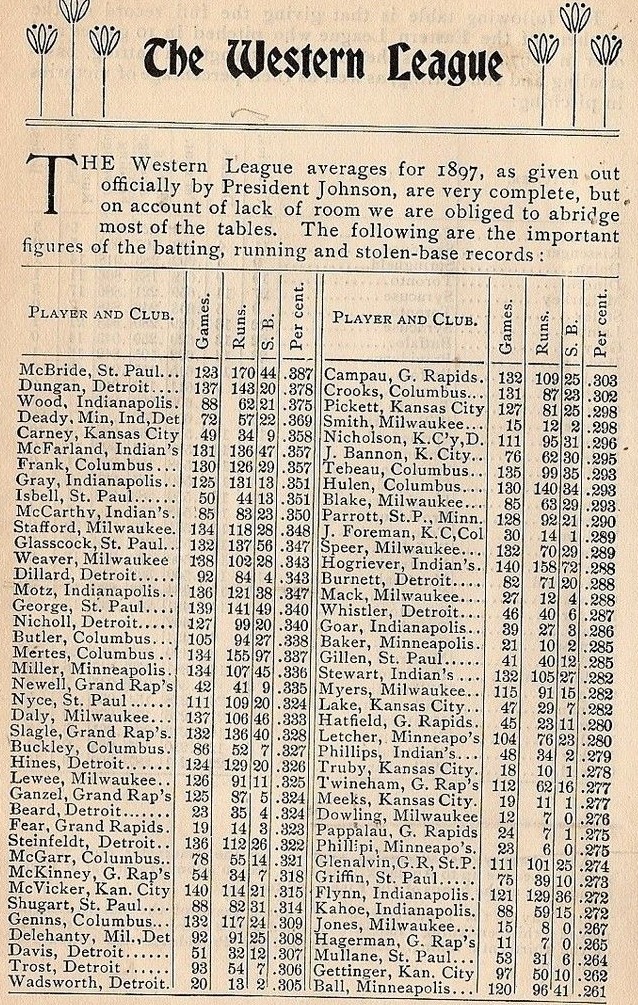 The Western League
THE Western League averages for 1897, as given out
officially by President Johnson, are very complete, but
on account of lack of room we are obliged to abridge
most of the tables. The following are the important
figures of the batting, running and stolen-base records :
PLAYER AND CLUB. Games. Runs. S. B. Per cent.
McBride, St. Paul... 123 170 44 .387
Dungan, Detroit.... 137 143 20 .378
Wood, Indianapolis. 88 62 21 .375
Deady, Min, Ind, Det 72 57 22 .369
Carney, Kansas City 49 34 9 .358
McFarland, Indian's 131 136 47 .357
Frank, Columbus... 130 126 29 .357
Gray, Indianapolis.. 125 131 13 .351
Isbell, St. Paul...... 50 44 13 .351
McCarthy, Indian's. 85 83 23 .350
Stafford, Milwaukee. 134 118 28 .348
Glasscock, St. Paul... 132 137 56 .347
Weaver, Milwaukee 138 102 28 .343
Dillard, Detroit..... 92 84 4 .343
Motz, Indianapolis.. 136 121 38 .347
George, St. Paul.... 139 141 49 .340
Nicholl, Detroit..... 127 99 20 .340
Butler, Columbus... 105 94 27 .338
Mertes, Columbus.. 134 155 97 .337
Miller, Minneapolis. 134 107 45 .336
Newell, Grand Rap's 42 41 9 .335
Nyce, St. Paul ...... 111 109 20 .324
Daly, Milwaukee... 137 106 46 .333
Slagle, Grand Rap's. 132 136 40 .328
Buckley, Columbus. 86 52 7 .327
Hines, Detroit...... 124 129 20 .326
Lewee, Milwaukee.. 126 91 11 .325
Ganzel, Grand Rap's 125 87 5 .324
Beard, Detroit....... 23 35 4 .324
Fear, Grand Rapids. 19 14 3 .323
Steinfeldt, Detroit.. 136 112 26 .322
McGarr, Columbus.. 78 55 14 .321
McKinney, G. Rap's 54 34 7 .318
McVicker, Kan. City 140 114 21 .315
Shugart, St. Paul.... 88 82 31 .314
Genins, Columbus... 132 117 24 .309
Delehanty, Mil., Det 92 91 25 .308
Davis, Detroit...... 51 32 12 .307
Trost, Detroit ...... 93 54 7 .306
Wadsworth, Detroit. 20 13 2 .305
PLAYER AND CLUB. Games. Runs. S. B. Per cent.
Campau, G. Rapids. 132 109 25 .303
Crooks, Columbus... 131 87 23 .302
Pickett, Kansas City 127 81 25 .298
Smith, Milwaukee... 15 12 2 .298
Nicholson, K.C'y, D. 111 95 31 .296
J. Bannon, K. City.. 76 62 30 .295
Tebeau, Columbus... 135 99 35 .293
Hulen, Columbus... 130 140 34 .293
Blake, Milwaukee... 85 63 29 .293
Parrott, St. P., Minn. 128 92 21 .290
J. Foreman, K.C, Col 30 14 1 .289
Speer, Milwaukee... 132 70 29 .289
Hogriever, Indian's. 140 158 72 .288
Burnett, Detroit.... 82 71 20 .288
Mack, Milwaukee... 27 12 4 .288
Whistler, Detroit... 46 40 6 .287
Goar, Indianapolis.. 39 27 3 .286
Baker, Minneapolis. 21 10 2 .285
Gillen, St. Paul..... 41 40 12 .285
Stewart, Indian's ... 132 105 27 .282
Myers, Milwaukee.. 115 91 15 .282
Lake, Kansas City.. 47 29 7 .282
Hatfield, G. Rapids. 45 23 11 .280
Letcher, Minneapo's 104 76 23 .280
Phillips, Indian's... 48 34 2 .279
Truby, Kansas City. 18 10 1 .278
Twineham, G. Rap's 112 62 16 .277
Meeks, Kansas City. 19 11 1 .277
Dowling, Milwaukee 12 7 0 .276
Pappalau, G. Rapids 24 7 1 .275
Phillipi, Minneapo's. 23 6 0 .275
Glenalvin, G.R, St.P. 111 101 25 .274
Griffin, St. Paul..... 75 39 10 .273
Flynn, Indianapolis. 121 129 36 .272
Kahoe, Indianapolis. 88 59 15 .272
Jones, Milwaukee... 15 8 0 .267
Hagerman, G. Rap's 11 7 0 .265
Mullane, St. Paul... 53 31 6 .264
Gettinger, Kan. City 97 50 10 .262
Ball, Minneapolis... 120 96 41 .261